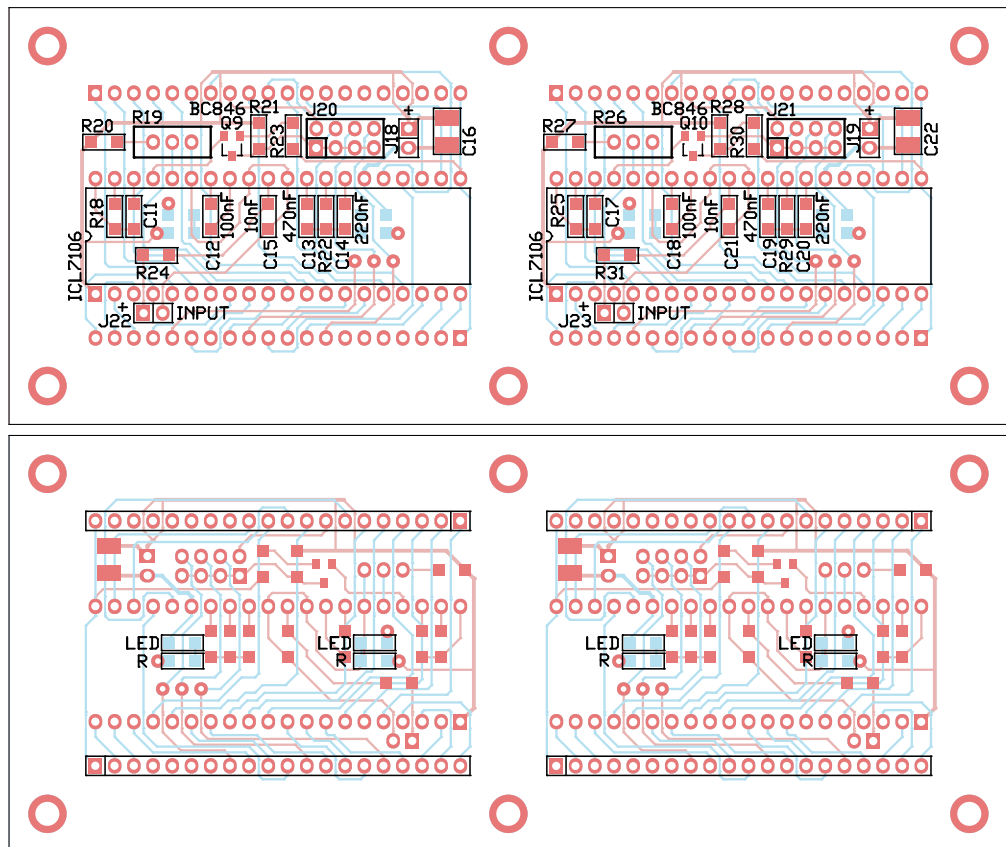 BC846 R21 J20 +
R20 R19 Q9 R23 J18 C16
R18 C11 C12 100nF 10nF C15 470nF C13 R22 C14 220nF
ICL7106 R24
+ J22 INPUT
BC846 R28 J21 +
R27 R26 Q10 R30 J19 C22
R25 C17 C18 100nF 10nF C21 470nF C19 R29 C20 220nF
ICL7106 R31
+ J23 INPUT
LED LED
R R
LED LED
R R